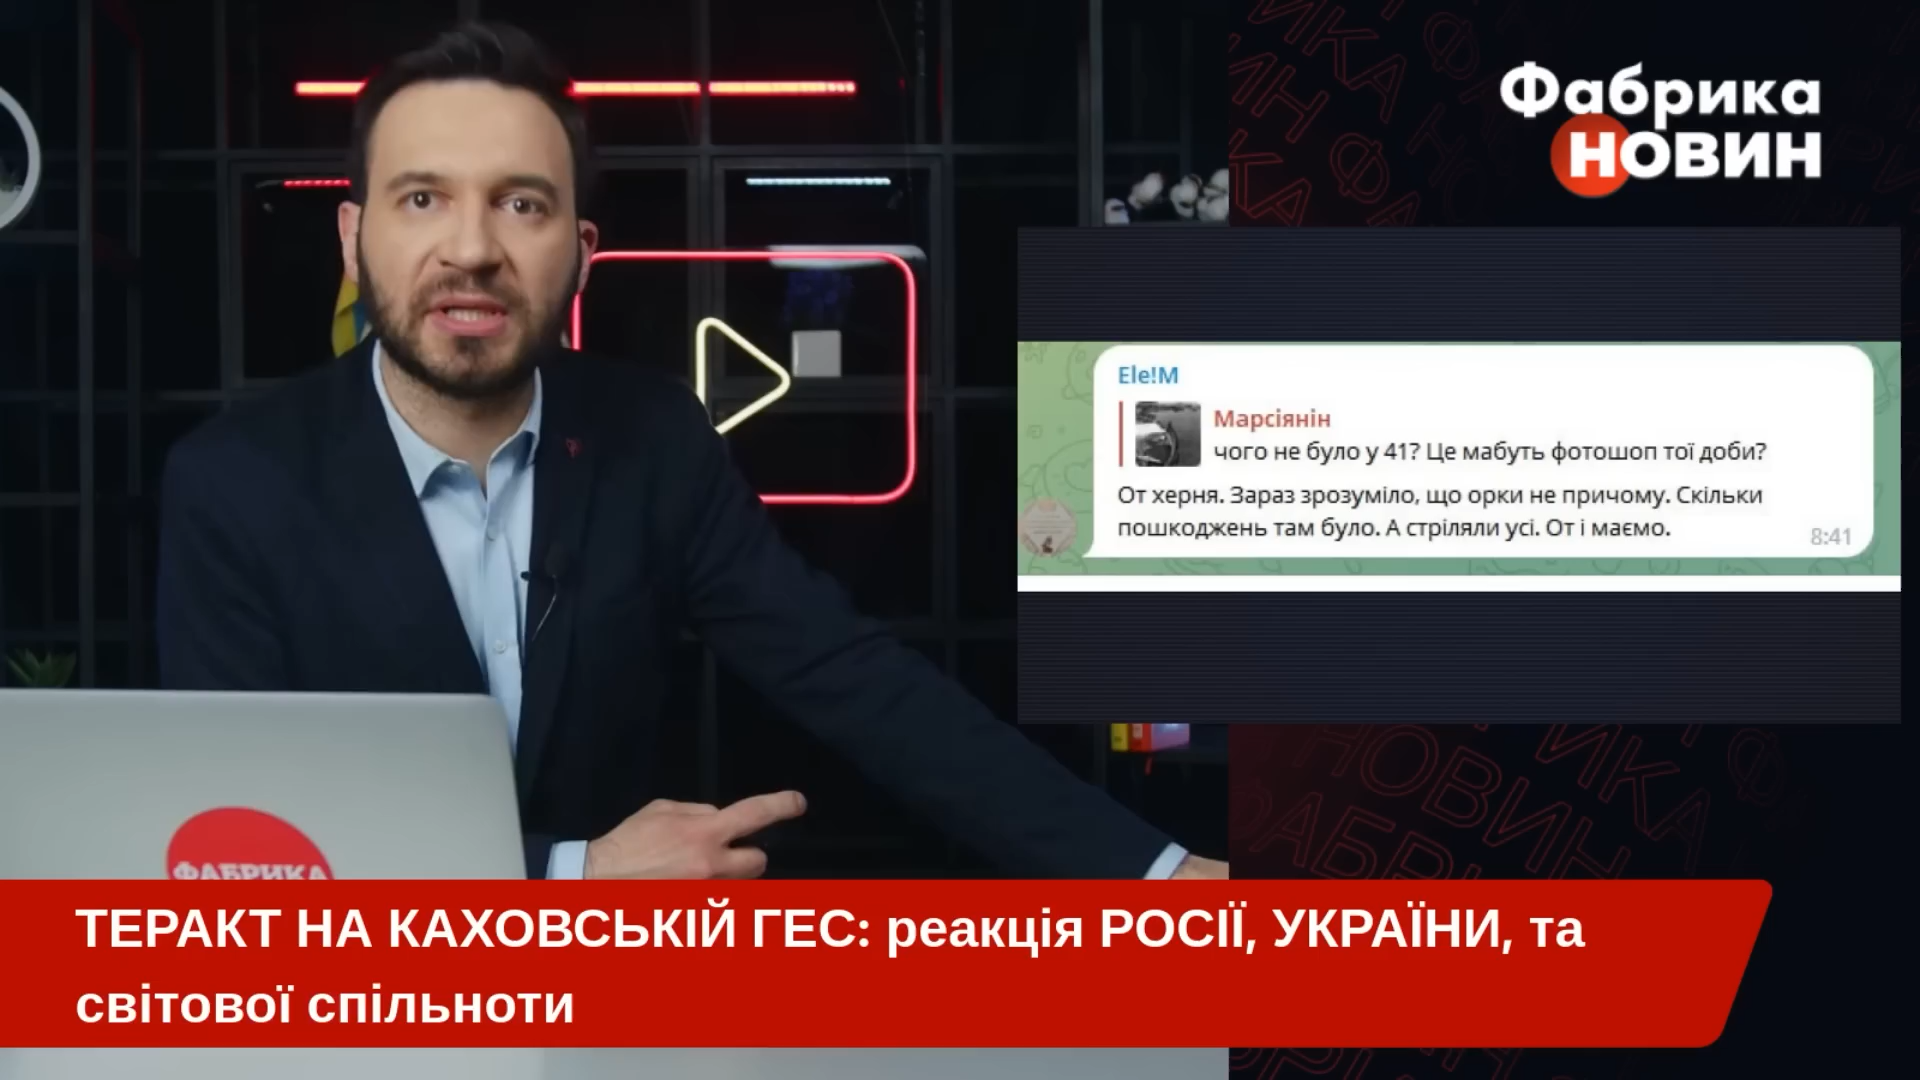 Фабрика
новин
Ele!M
Марсіянін
чого не було у 41? Це мабуть фотошоп тої доби?
От херня. Зараз зрозуміло, що орки не причому. Скільки
пошкоджень там було. А стріляли усі. От і маємо.
8:41
ФАБРИКА
ТЕРАКТ НА КАХОВСЬКІЙ ГЕС: реакція РОСІЇ, УКРАЇНИ, та
світової спільноти